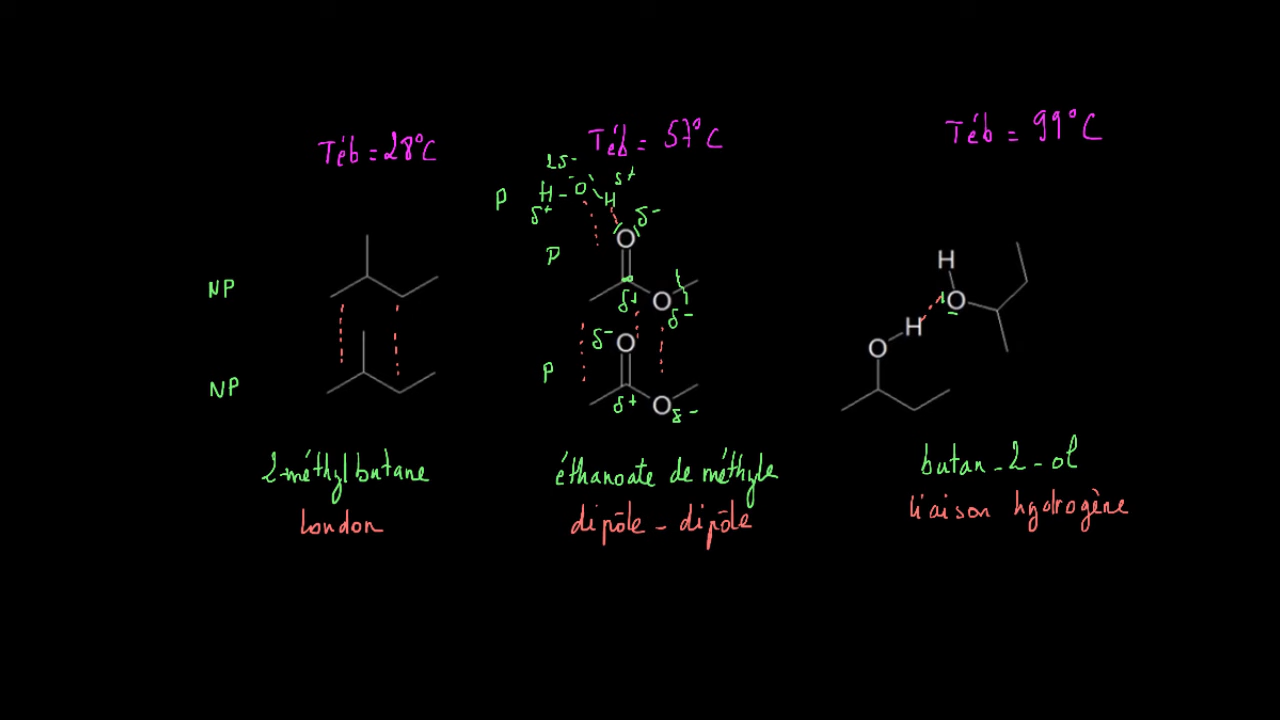 Téb = 28°C
Téb = 57°C
Téb = 99°C
2δ-
P H - O H δ+
δ+
δ-
O
P
H
NP
δ+ O
O
δ-
H
δ- O
O
P
NP
δ+ O δ-
2-méthylbutane
éthanoate de méthyle
butan-2-ol
London
dipôle - dipôle
liaison hydrogène